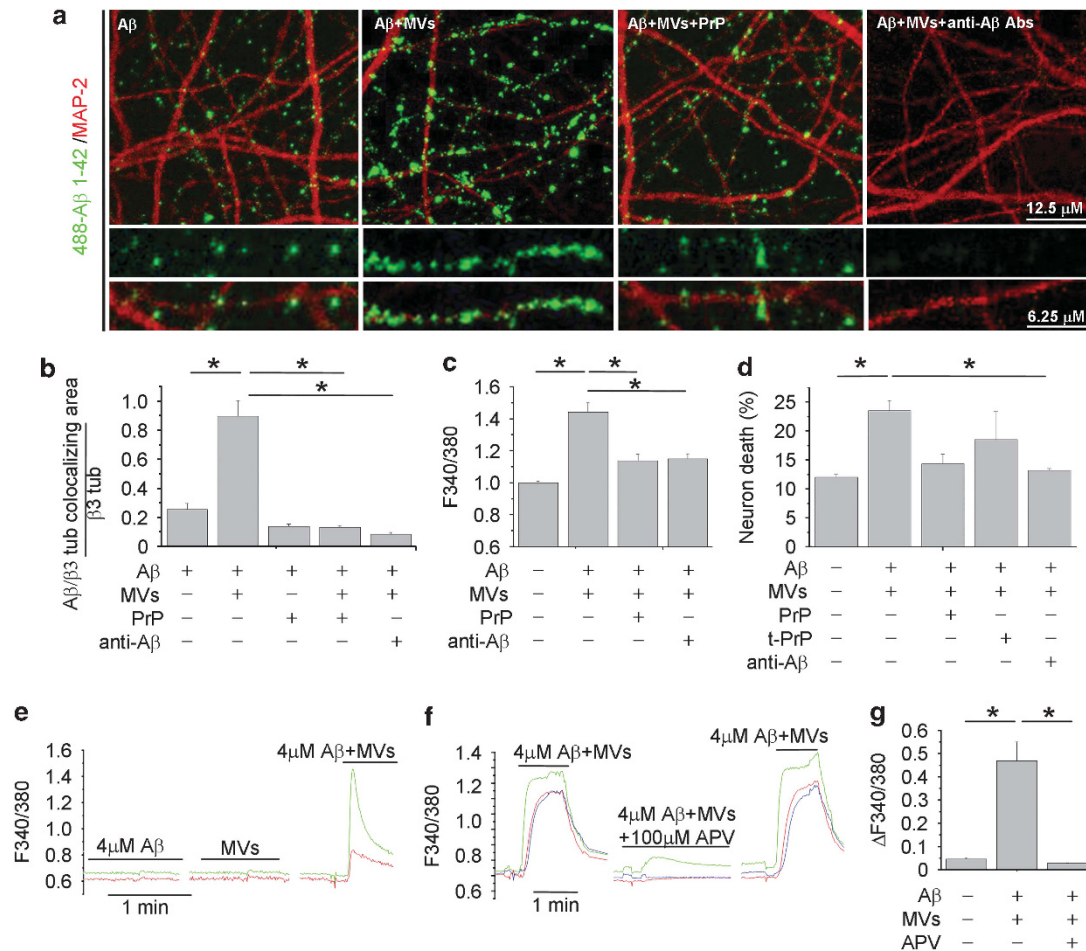 a
Aβ
Aβ+MVs
Aβ+MVs+PrP
Aβ+MVs+anti-Aβ Abs
488-Aβ 1-42 /MAP-2
12.5 μM
6.25 μM
b
Aβ/β3 tub colocalizing area
β3 tub
* * *
1.0
0.8
0.6
0.4
0.2
0
Aβ + + + + +
MVs − + − + +
PrP − − + + −
anti-Aβ − − − − +
c
F340/380
* * *
1.6
1.4
1.2
1.0
0.8
0.6
Aβ − + + +
MVs − + + +
PrP − − + −
anti-Aβ − − − +
d
Neuron death (%)
* *
25
20
15
10
5
0
Aβ − + + + +
MVs − + + + +
PrP − − + − −
t-PrP − − − + −
anti-Aβ − − − − +
e
F340/380
1.6
1.4
1.2
1.0
0.8
0.6
4μM Aβ
MVs
4μM Aβ+MVs
1 min
f
F340/380
1.4
1.3
1.2
1.1
1.0
0.9
0.8
0.7
4μM Aβ+MVs
4μM Aβ+MVs
+100μM APV
4μM Aβ+MVs
1 min
g
ΔF340/380
* *
0.6
0.5
0.4
0.3
0.2
0.1
0
Aβ − + +
MVs − + +
APV − − +